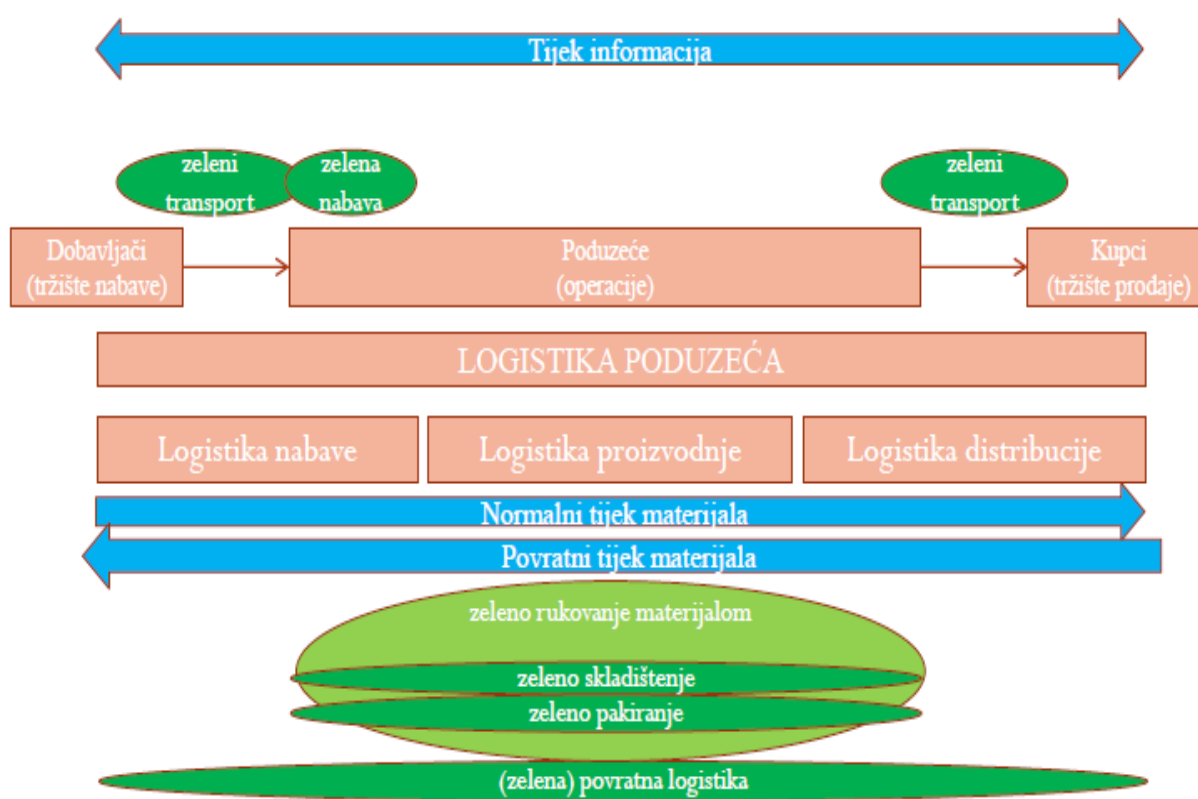 Tijek informacija
zeleni
transport
zelena
nabava
zeleni
transport
Dobavljači
(tržište nabave)
Poduzeće
(operacije)
Kupci
(tržište prodaje)
LOGISTIKA PODUZEĆA
Logistika nabave
Logistika proizvodnje
Logistika distribucije
Normalni tijek materijala
Povratni tijek materijala
zeleno rukovanje materijalom
zeleno skladištenje
zeleno pakiranje
(zelena) povratna logistika